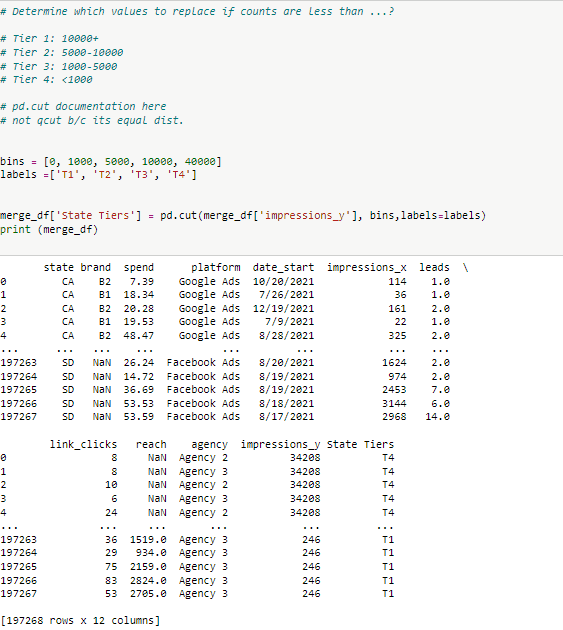 # Determine which values to replace if counts are less than ...?
# Tier 1: 10000+
# Tier 2: 5000-10000
# Tier 3: 1000-5000
# Tier 4: <1000
# pd.cut documentation here
# not qcut b/c its equal dist.
bins = [0, 1000, 5000, 10000, 40000]
labels =['T1', 'T2', 'T3', 'T4']
merge_df['State Tiers'] = pd.cut(merge_df['impressions_y'], bins,labels=labels)
print (merge_df)
state brand spend platform date_start impressions_x leads \
0 CA B2 7.39 Google Ads 10/20/2021 114 1.0
1 CA B1 18.34 Google Ads 7/26/2021 36 1.0
2 CA B2 20.28 Google Ads 12/19/2021 161 2.0
3 CA B1 19.53 Google Ads 7/9/2021 22 1.0
4 CA B2 48.47 Google Ads 8/28/2021 325 2.0
... ... ... ... ... ... ... ...
197263 SD NaN 26.24 Facebook Ads 8/20/2021 1624 2.0
197264 SD NaN 14.72 Facebook Ads 8/19/2021 974 2.0
197265 SD NaN 36.69 Facebook Ads 8/19/2021 2453 7.0
197266 SD NaN 53.53 Facebook Ads 8/18/2021 3144 6.0
197267 SD NaN 53.59 Facebook Ads 8/17/2021 2968 14.0
link_clicks reach agency impressions_y State Tiers
0 8 NaN Agency 2 34208 T4
1 8 NaN Agency 3 34208 T4
2 10 NaN Agency 2 34208 T4
3 6 NaN Agency 3 34208 T4
4 24 NaN Agency 2 34208 T4
... ... ... ... ... ...
197263 36 1519.0 Agency 3 246 T1
197264 29 934.0 Agency 3 246 T1
197265 75 2159.0 Agency 3 246 T1
197266 83 2824.0 Agency 3 246 T1
197267 53 2705.0 Agency 3 246 T1
[197268 rows x 12 columns]